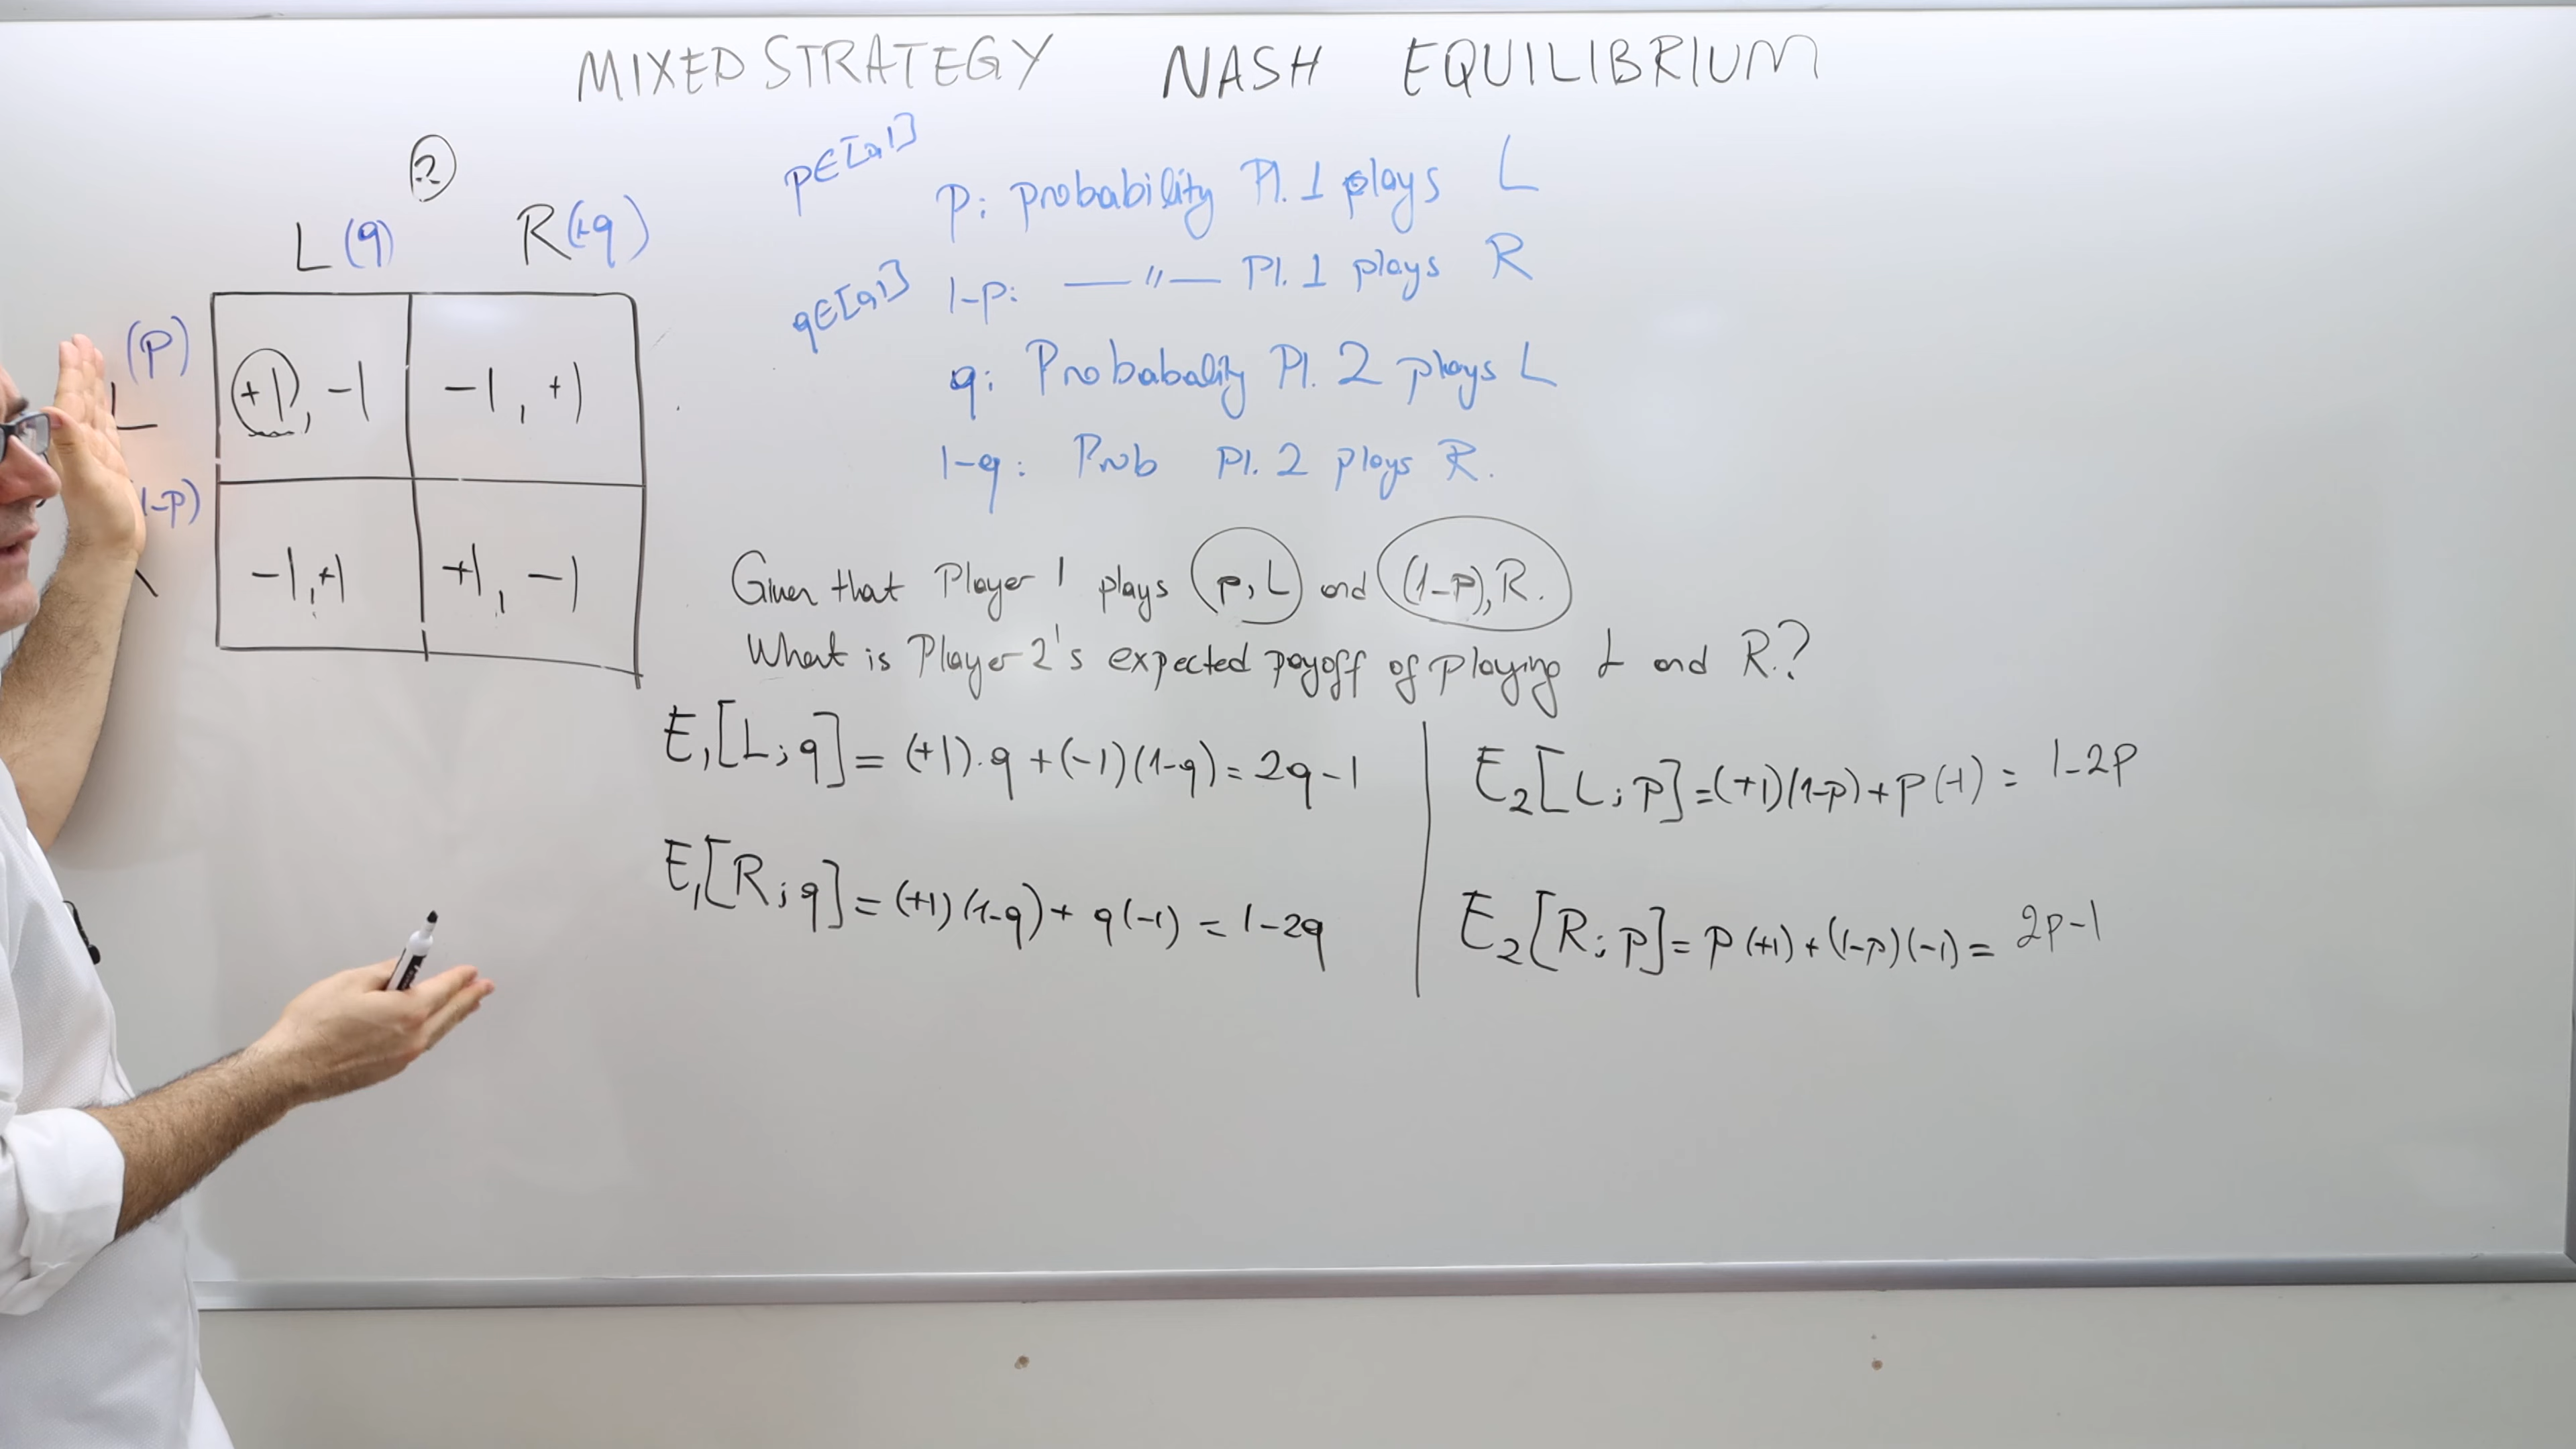 MIXED STRATEGY NASH EQUILIBRIUM
2
L (q) R (1-q)
(p)
L
(1-p)
+1, -1
-1, +1
-1, +1
+1, -1
p∈[0,1]
p: probability Pl. 1 plays L
q∈[0,1]
1-p: —〃— Pl. 1 plays R
q: Probabality Pl. 2 plays L
1-q: Prob Pl. 2 plays R.
Given that Player 1 plays p, L and (1-p), R.
What is Player 2's expected payoff of playing L and R.?
E₁[L; q] = (+1).q + (-1)(1-q) = 2q-1
E₁[R; q] = (+1)(1-q) + q(-1) = 1-2q
E₂[L; p] = (+1)(1-p) + p(-1) = 1-2p
E₂[R; p] = p(+1) + (1-p)(-1) = 2p-1